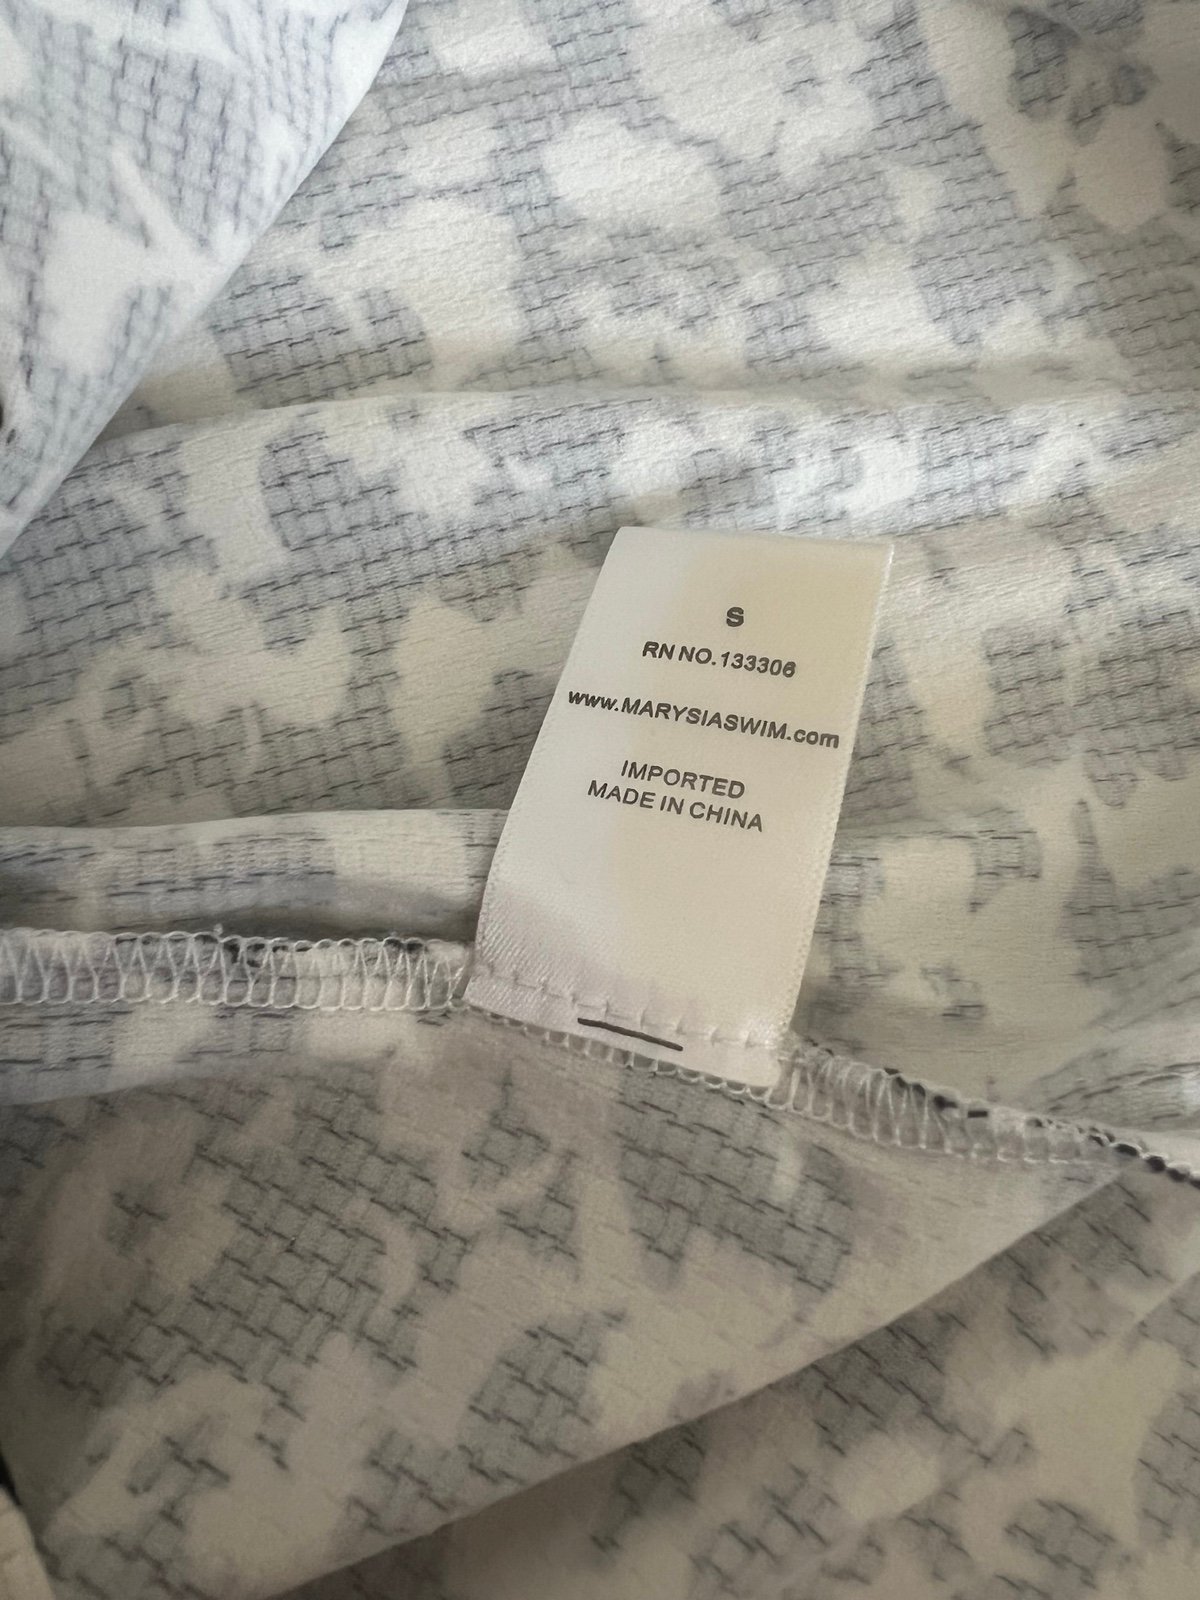 S
RN NO.133306
www.MARYSIASWIM.com
IMPORTED
MADE IN CHINA